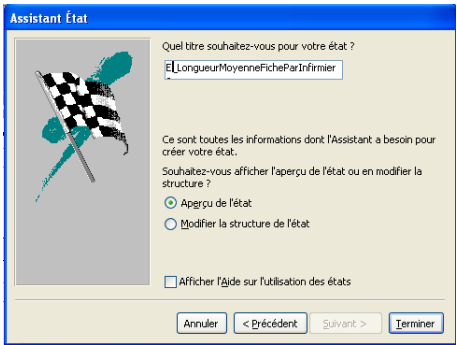 Assistant État
Quel titre souhaitez-vous pour votre état ?
E_LongueurMoyenneFicheParInfirmier
Ce sont toutes les informations dont l'Assistant a besoin pour
créer votre état.
Souhaitez-vous afficher l'aperçu de l'état ou en modifier la
structure ?
Aperçu de l'état
Modifier la structure de l'état
Afficher l'Aide sur l'utilisation des états
Annuler
< Précédent
Suivant >
Terminer